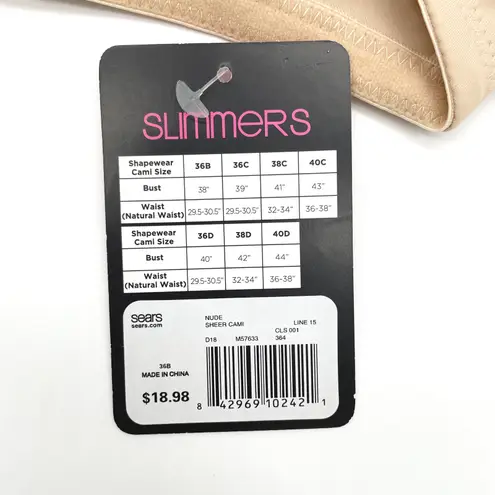 SLIMMERS
Shapewear Cami Size 36B 36C 38C 40C
Bust 38" 39" 41" 43"
Waist (Natural Waist) 29.5-30.5" 29.5-30.5" 32-34" 36-38"
Shapewear Cami Size 36D 38D 40D
Bust 40" 42" 44"
Waist (Natural Waist) 29.5-30.5" 32-34" 36-38"
sears
sears.com
NUDE
SHEER CAMI
LINE 15
CLS 001
D18 M57633 364
36B
MADE IN CHINA
$18.98
8 42969 10242 1